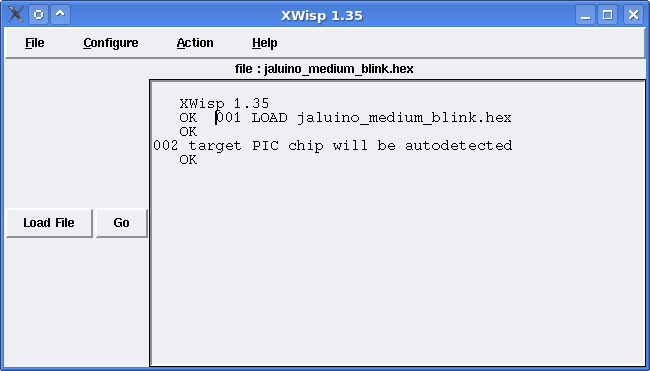 XWisp 1.35
File Configure Action Help
file : jaluino_medium_blink.hex
XWisp 1.35
OK 001 LOAD jaluino_medium_blink.hex
OK
002 target PIC chip will be autodetected
OK
Load File Go